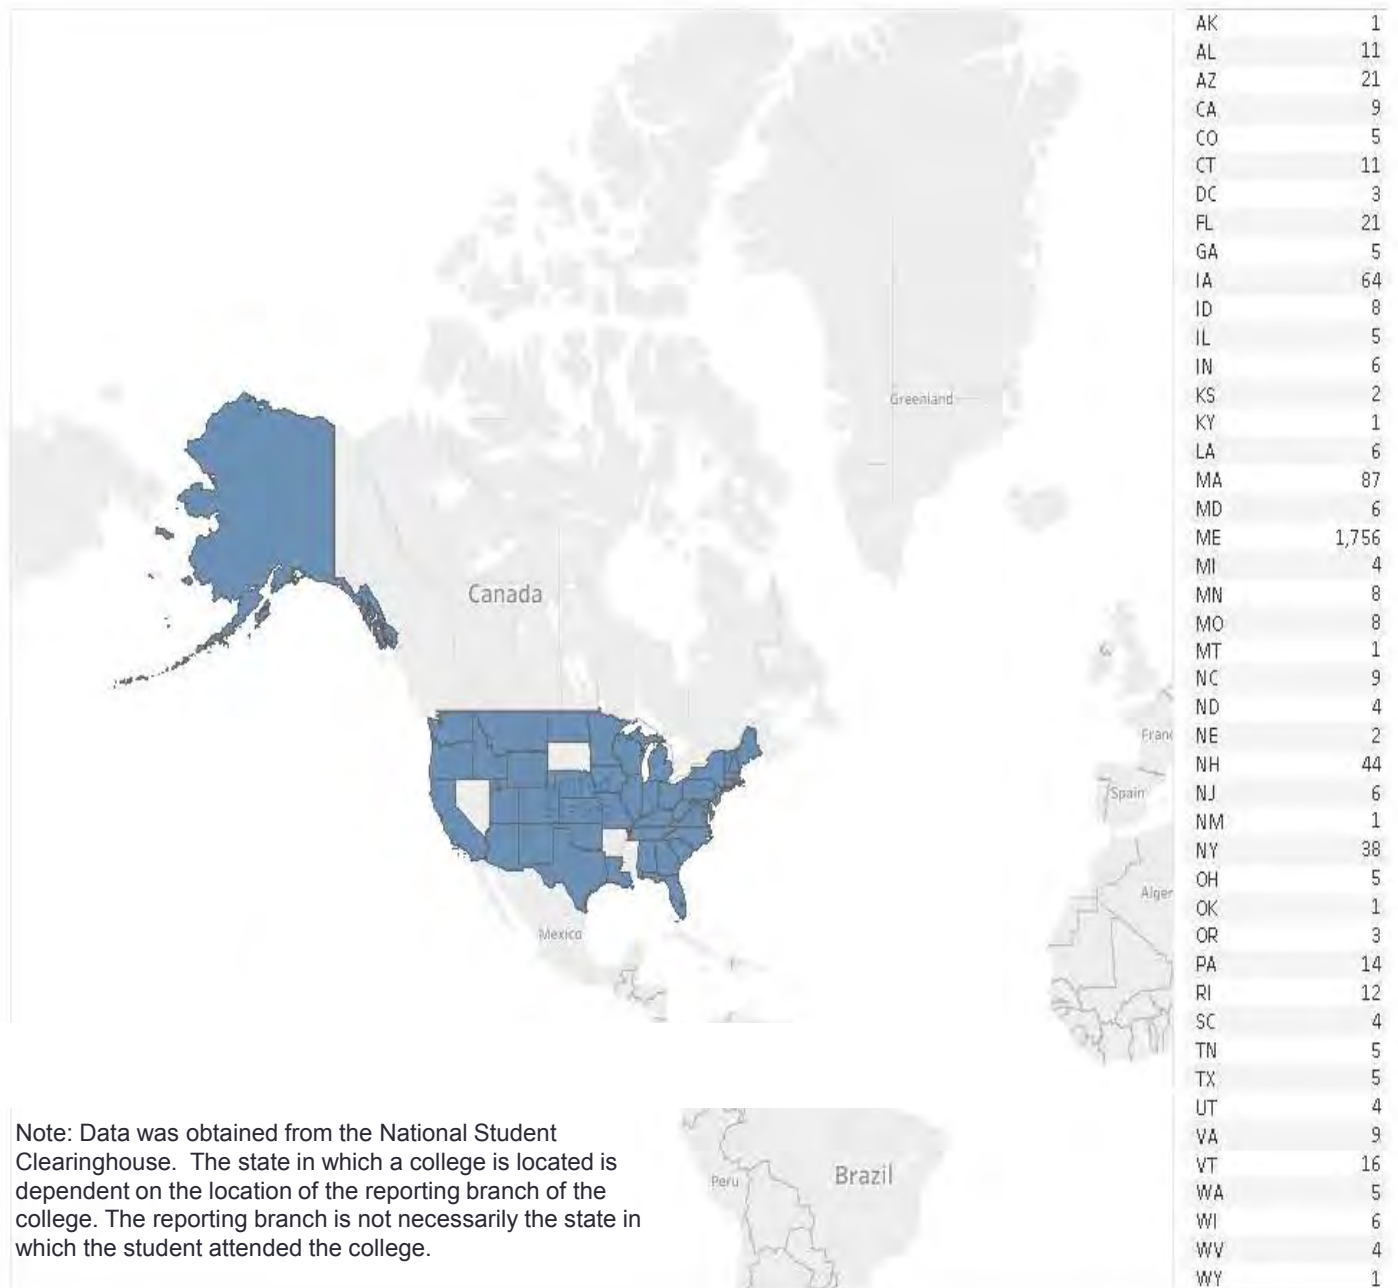 AK 1
AL 11
AZ 21
CA 9
CO 5
CT 11
DC 3
FL 21
GA 5
IA 64
ID 8
IL 5
IN 6
KS 2
KY 1
LA 6
MA 87
MD 6
ME 1,756
MI 4
MN 8
MO 8
MT 1
NC 9
ND 4
NE 2
NH 44
NJ 6
NM 1
NY 38
OH 5
OK 1
OR 3
PA 14
RI 12
SC 4
TN 5
TX 5
UT 4
VA 9
VT 16
WA 5
WI 6
WV 4
WY 1
Greenland
Canada
Spain
Mexico
Peru
Brazil
Note: Data was obtained from the National Student
Clearinghouse. The state in which a college is located is
dependent on the location of the reporting branch of the
college. The reporting branch is not necessarily the state in
which the student attended the college.